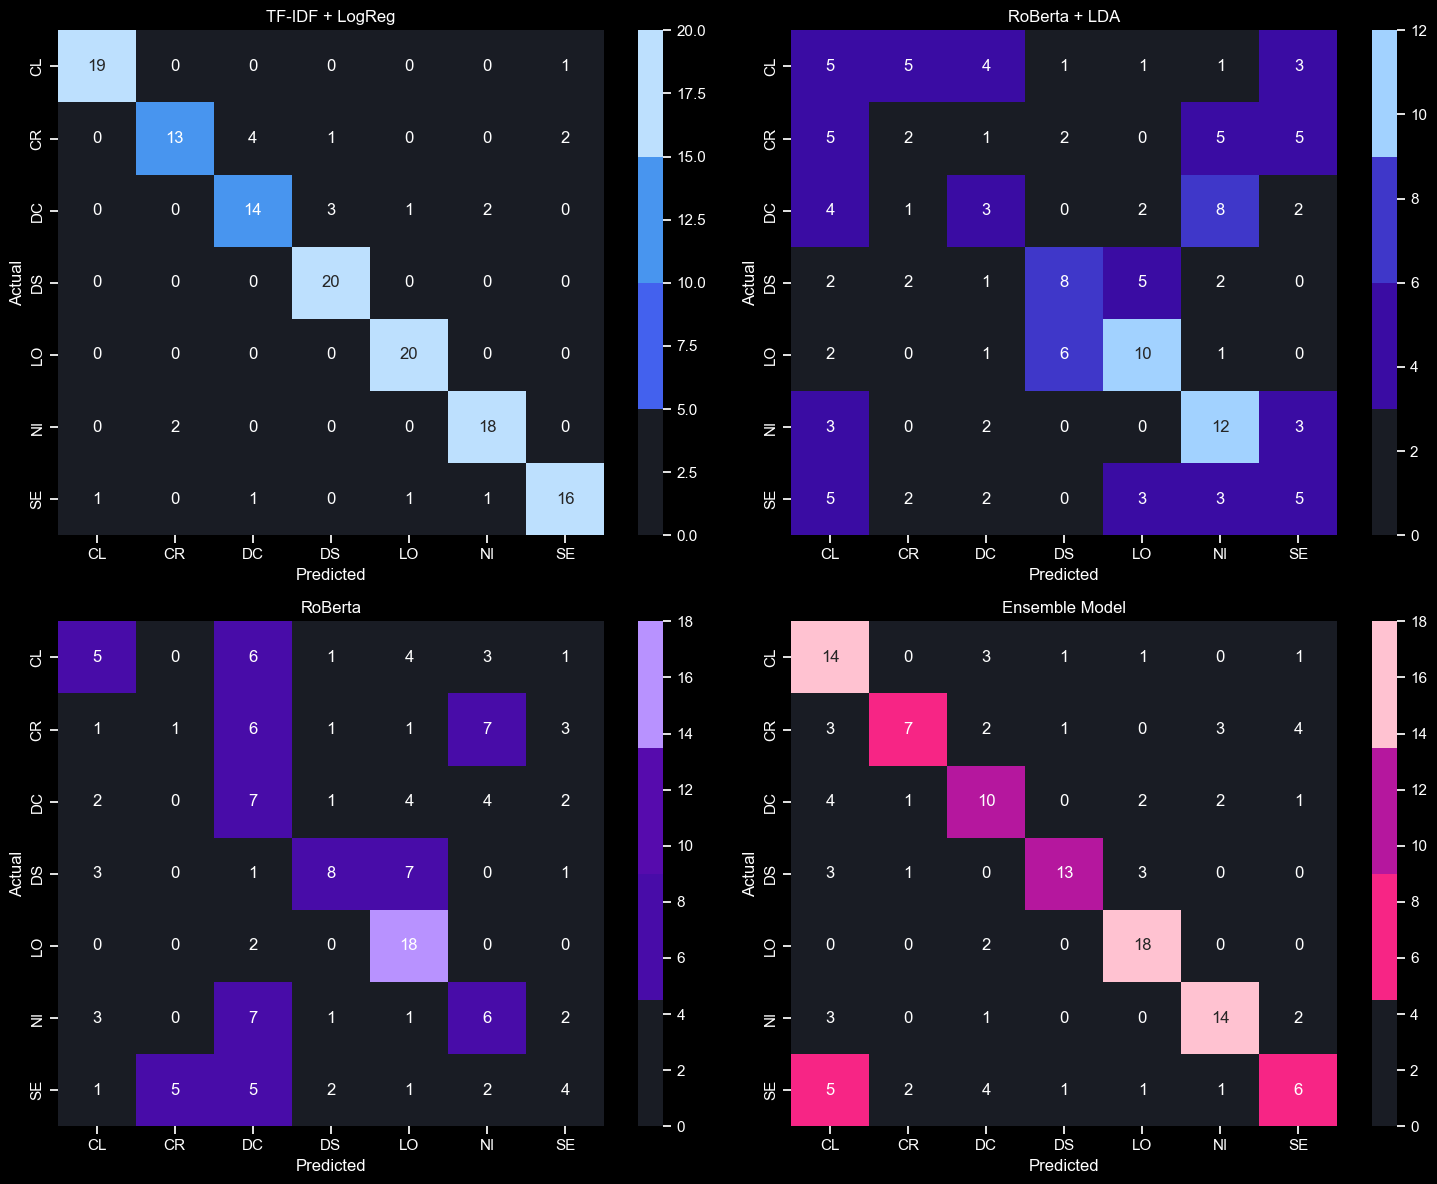 TF-IDF + LogReg
CL 19 0 0 0 0 0 1
CR 0 13 4 1 0 0 2
DC 0 0 14 3 1 2 0
DS 0 0 0 20 0 0 0
LO 0 0 0 0 20 0 0
NI 0 2 0 0 0 18 0
SE 1 0 1 0 1 1 16
CL CR DC DS LO NI SE
Predicted
Actual
20.0
17.5
15.0
12.5
10.0
7.5
5.0
2.5
0.0
RoBerta + LDA
CL 5 5 4 1 1 1 3
CR 5 2 1 2 0 5 5
DC 4 1 3 0 2 8 2
DS 2 2 1 8 5 2 0
LO 2 0 1 6 10 1 0
NI 3 0 2 0 0 12 3
SE 5 2 2 0 3 3 5
CL CR DC DS LO NI SE
Predicted
Actual
12
10
8
6
4
2
0
RoBerta
CL 5 0 6 1 4 3 1
CR 1 1 6 1 1 7 3
DC 2 0 7 1 4 4 2
DS 3 0 1 8 7 0 1
LO 0 0 2 0 18 0 0
NI 3 0 7 1 1 6 2
SE 1 5 5 2 1 2 4
CL CR DC DS LO NI SE
Predicted
Actual
18
16
14
12
10
8
6
4
2
0
Ensemble Model
CL 14 0 3 1 1 0 1
CR 3 7 2 1 0 3 4
DC 4 1 10 0 2 2 1
DS 3 1 0 13 3 0 0
LO 0 0 2 0 18 0 0
NI 3 0 1 0 0 14 2
SE 5 2 4 1 1 1 6
CL CR DC DS LO NI SE
Predicted
Actual
18
16
14
12
10
8
6
4
2
0